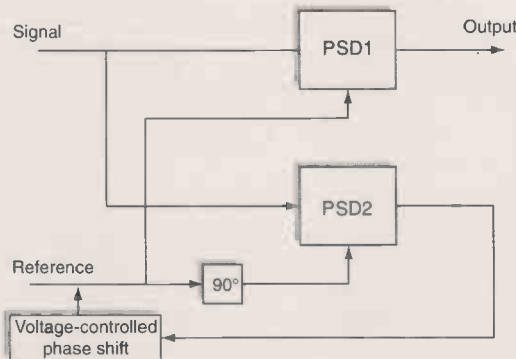 Signal
PSD1
Output
PSD2
Reference
90°
Voltage-controlled
phase shift